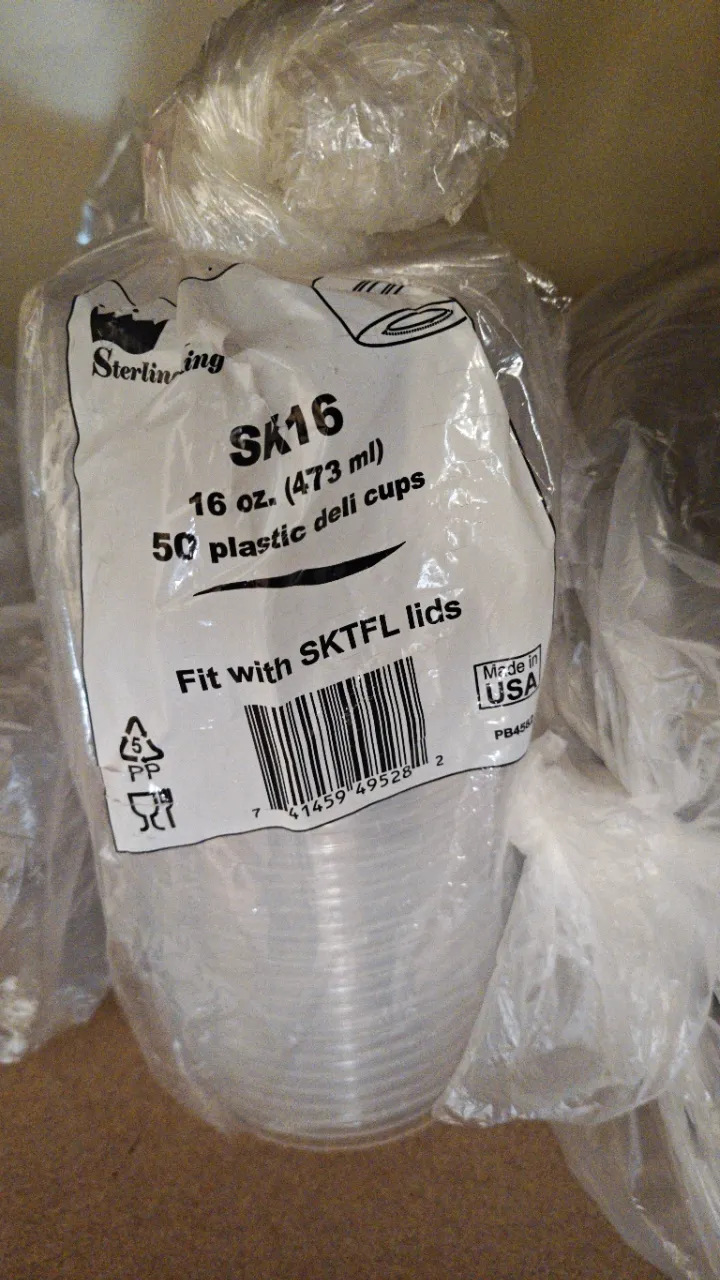 SK16
16 oz. (473 ml)
50 plastic deli cups
Fit with SKTFL lids
Made in
USA
5
PP
7 41459 49528 2